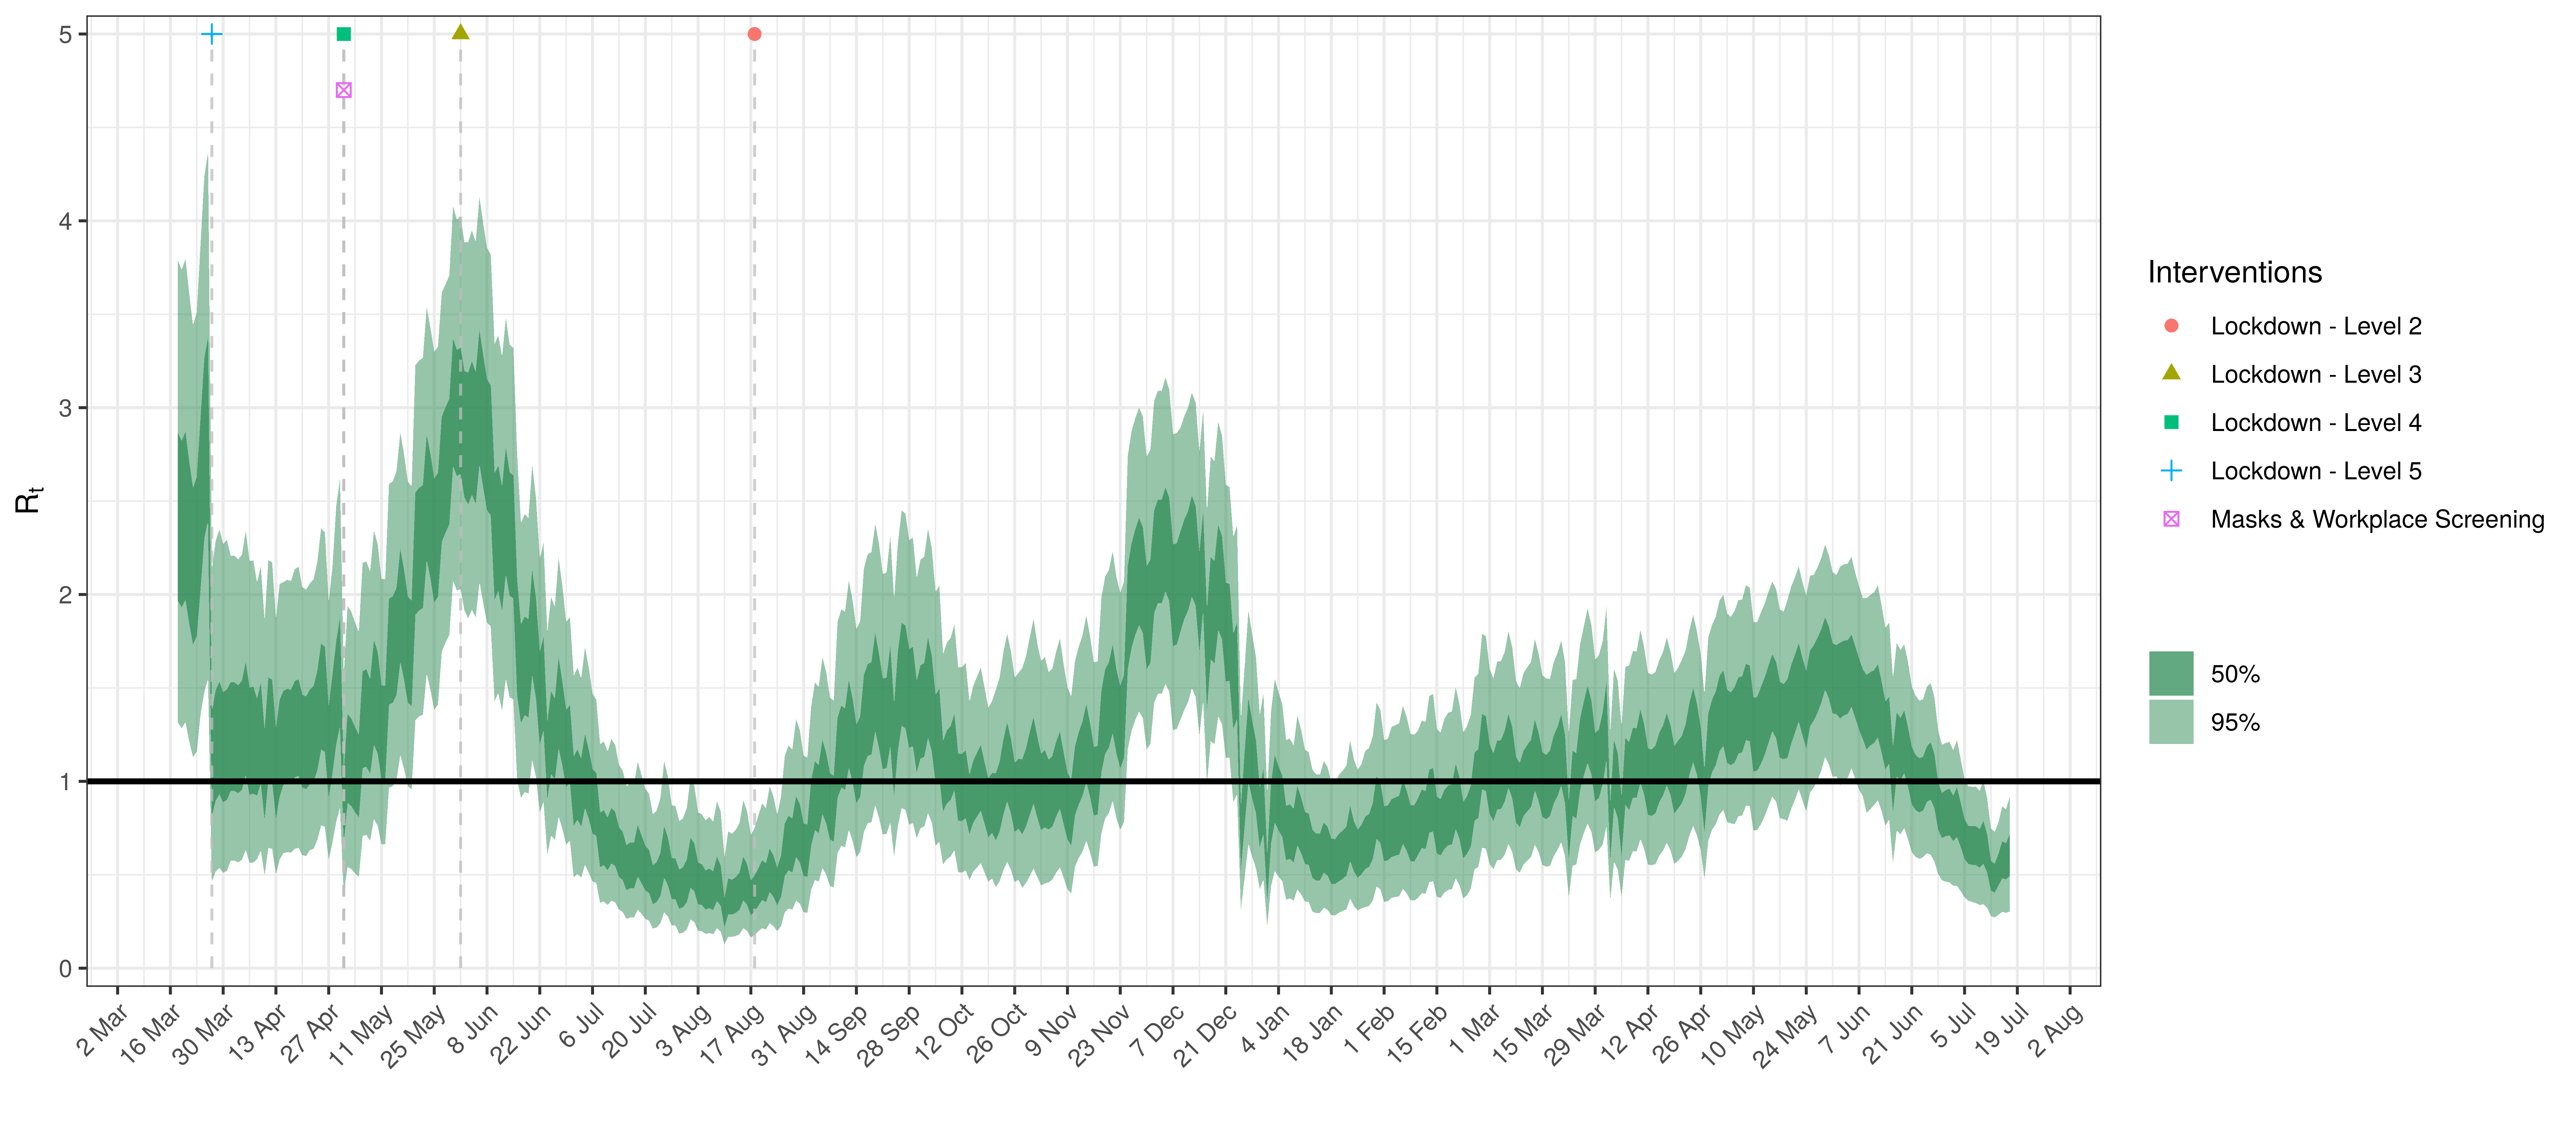 5
4
3
2
1
0
Rt
2 Mar
16 Mar
30 Mar
13 Apr
27 Apr
11 May
25 May
8 Jun
22 Jun
6 Jul
20 Jul
3 Aug
17 Aug
31 Aug
14 Sep
28 Sep
12 Oct
26 Oct
9 Nov
23 Nov
7 Dec
21 Dec
4 Jan
18 Jan
1 Feb
15 Feb
1 Mar
15 Mar
29 Mar
12 Apr
26 Apr
10 May
24 May
7 Jun
21 Jun
5 Jul
19 Jul
2 Aug
Interventions
Lockdown - Level 2
Lockdown - Level 3
Lockdown - Level 4
Lockdown - Level 5
Masks & Workplace Screening
50%
95%